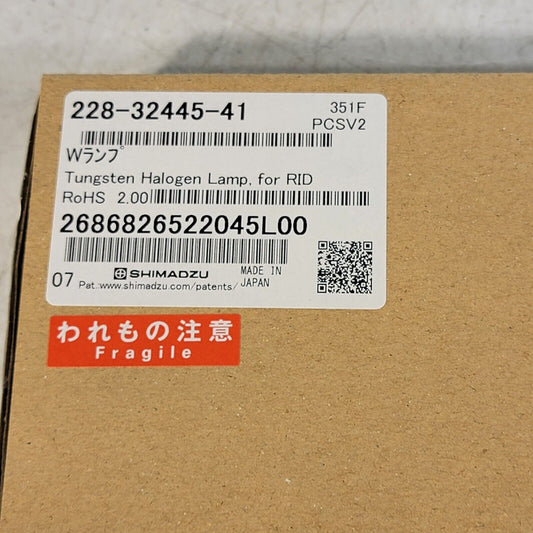 228-32445-41
351F
PCSV2
Wランプ
Tungsten Halogen Lamp, for RID
RoHS 2.00
2686826522045L00
07
SHIMADZU
MADE IN
JAPAN
Pat.:www.shimadzu.com/patents/
われもの注意
Fragile